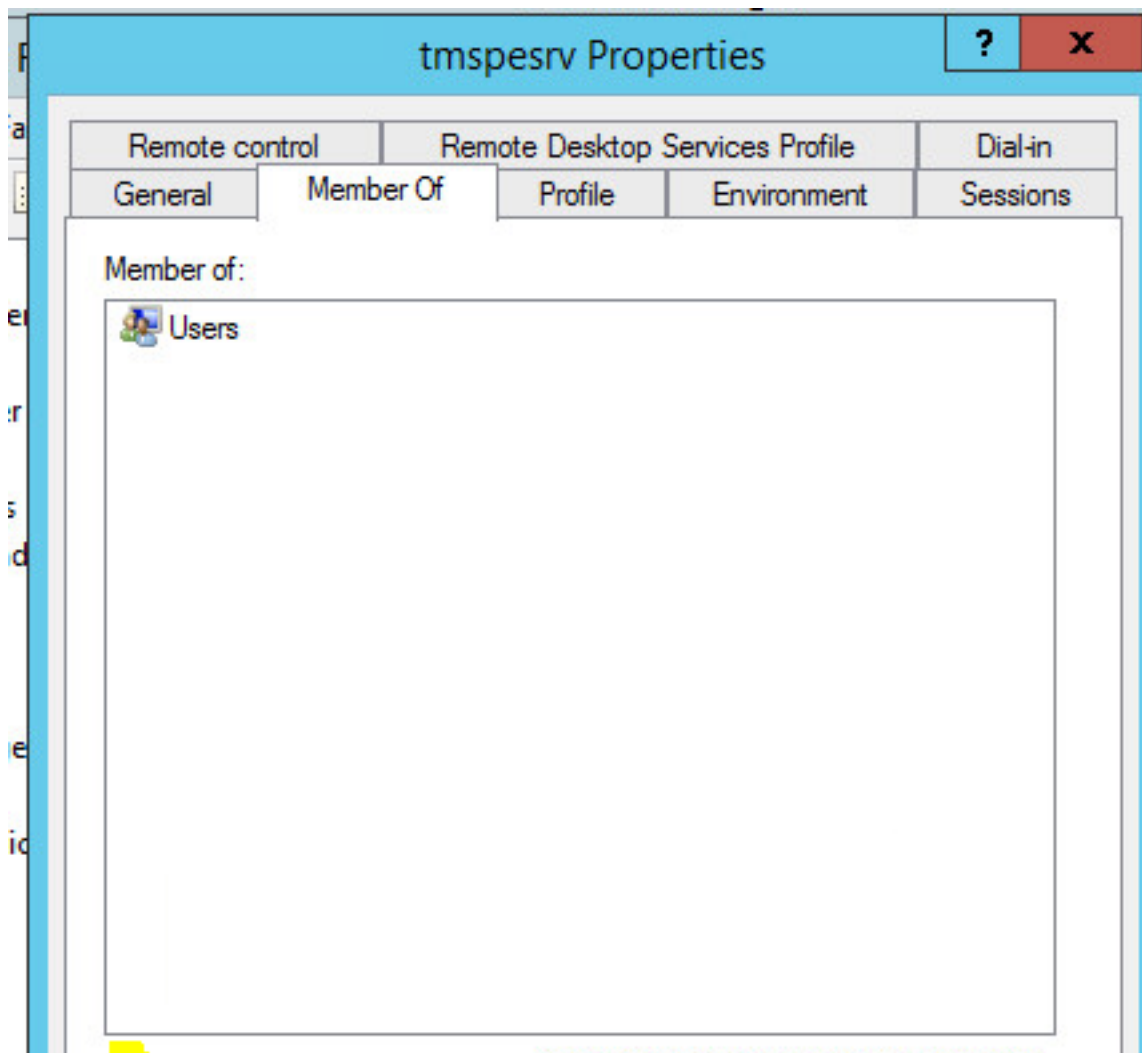 tmspesrv Properties
?
x
Remote control
Remote Desktop Services Profile
Dial-in
General
Member Of
Profile
Environment
Sessions
Member of:
Users